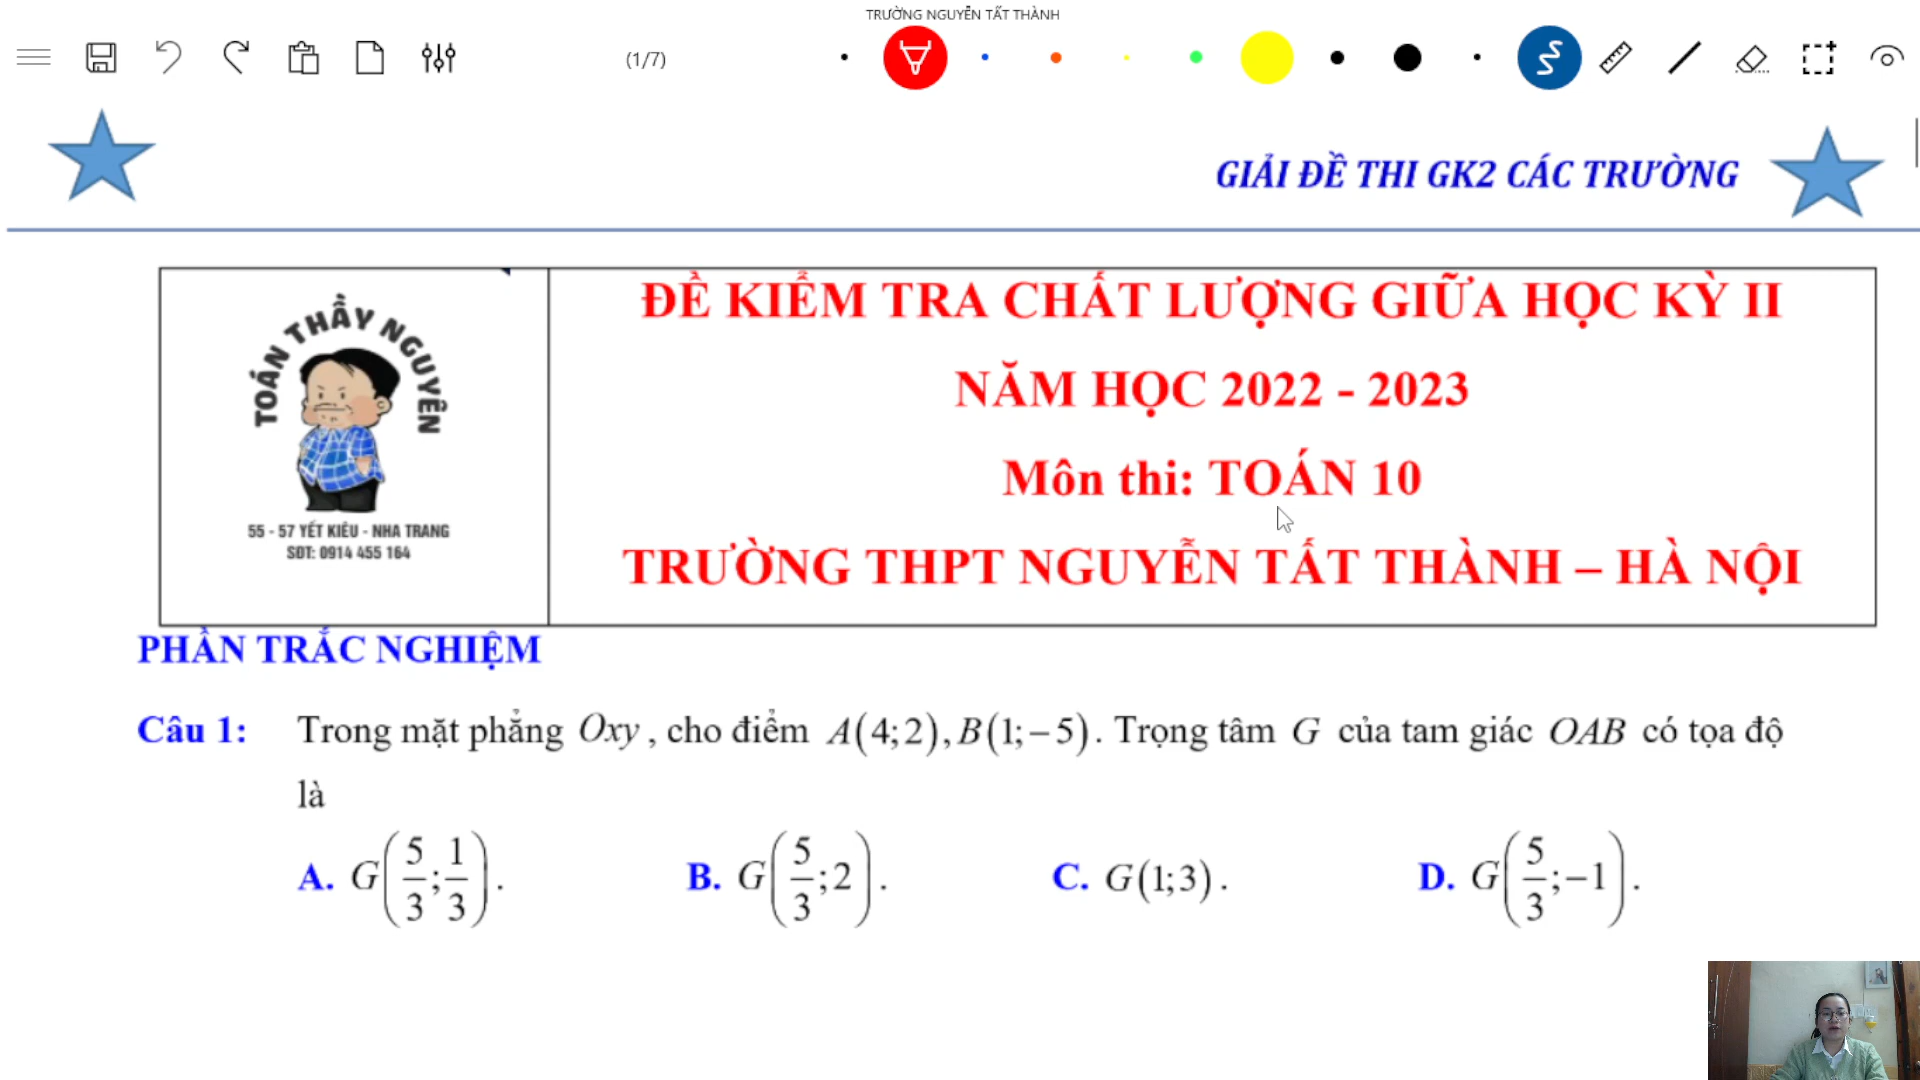 TRƯỜNG NGUYỄN TẤT THÀNH
(1/7)
GIẢI ĐỀ THI GK2 CÁC TRƯỜNG
TOÁN THẦY NGUYÊN
55 - 57 YẾT KIÊU - NHA TRANG
SĐT: 0914 455 164
ĐỀ KIỂM TRA CHẤT LƯỢNG GIỮA HỌC KỲ II
NĂM HỌC 2022 - 2023
Môn thi: TOÁN 10
TRƯỜNG THPT NGUYỄN TẤT THÀNH – HÀ NỘI
PHẦN TRẮC NGHIỆM
Câu 1: Trong mặt phẳng Oxy, cho điểm A(4;2), B(1;−5). Trọng tâm G của tam giác OAB có tọa độ
là
A. G(5/3;1/3). B. G(5/3;2). C. G(1;3). D. G(5/3;−1).